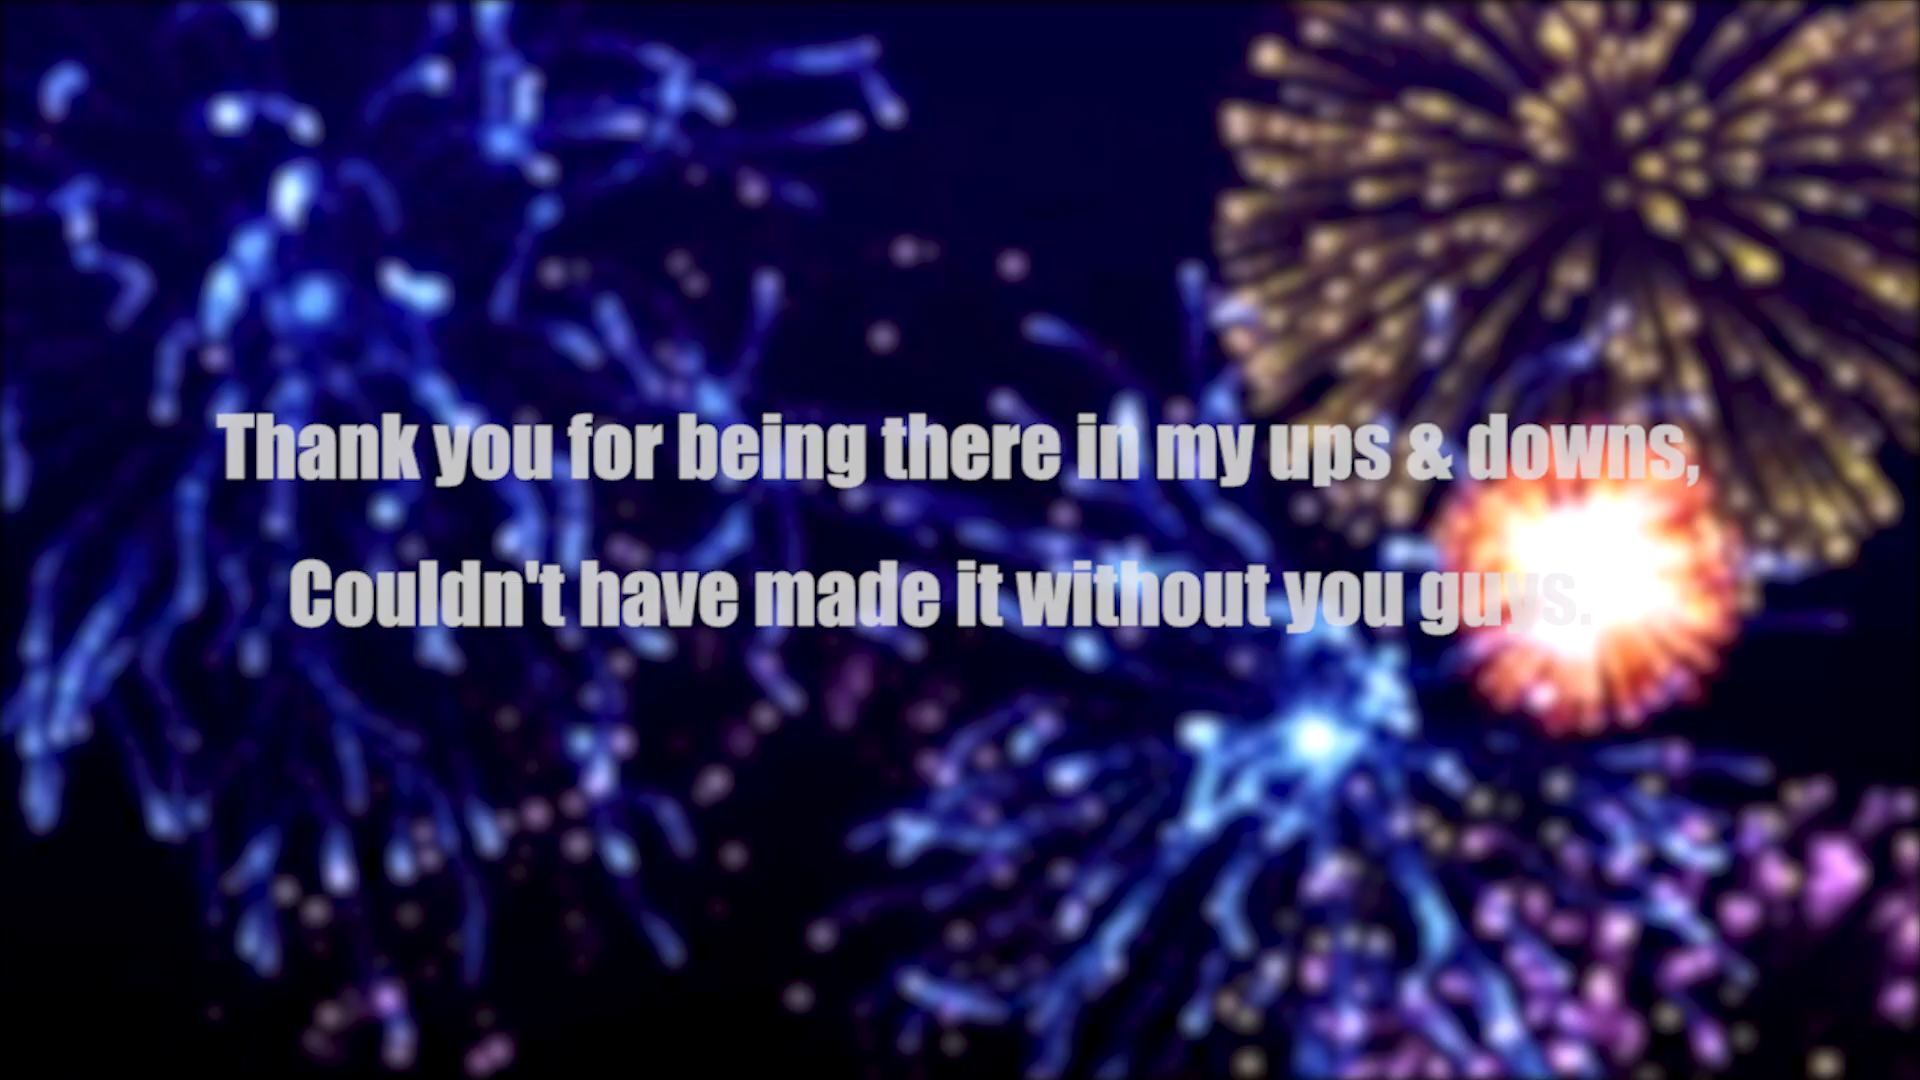 Thank you for being there in my ups & downs,
Couldn't have made it without you guys.